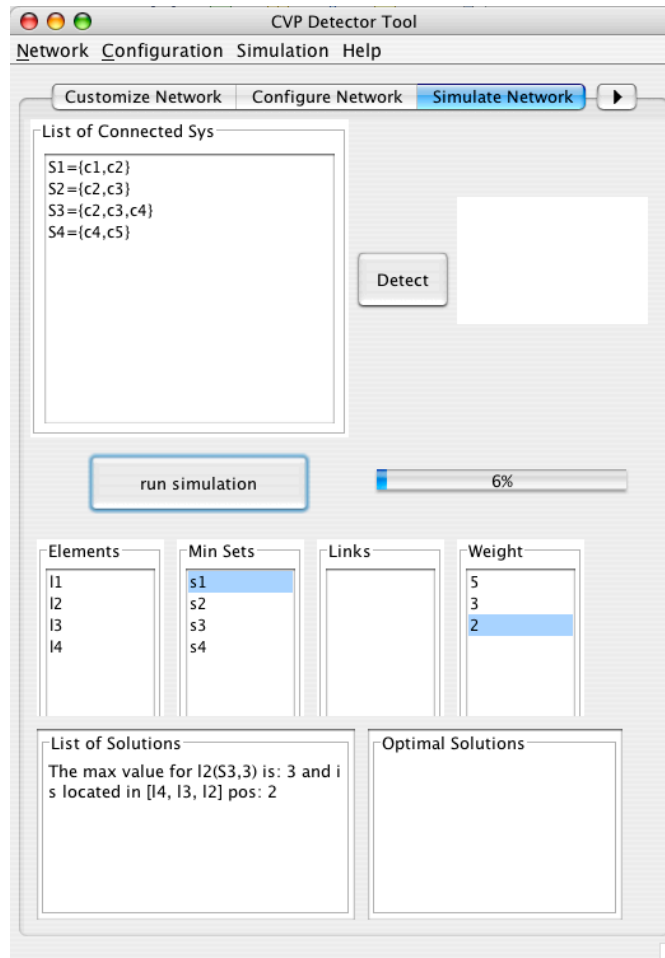 CVP Detector Tool
Network Configuration Simulation Help
Customize Network Configure Network Simulate Network
List of Connected Sys
S1={c1,c2}
S2={c2,c3}
S3={c2,c3,c4}
S4={c4,c5}
Detect
run simulation
6%
Elements
l1
l2
l3
l4
Min Sets
s1
s2
s3
s4
Links
Weight
5
3
2
List of Solutions
The max value for l2(S3,3) is: 3 and i
s located in [l4, l3, l2] pos: 2
Optimal Solutions